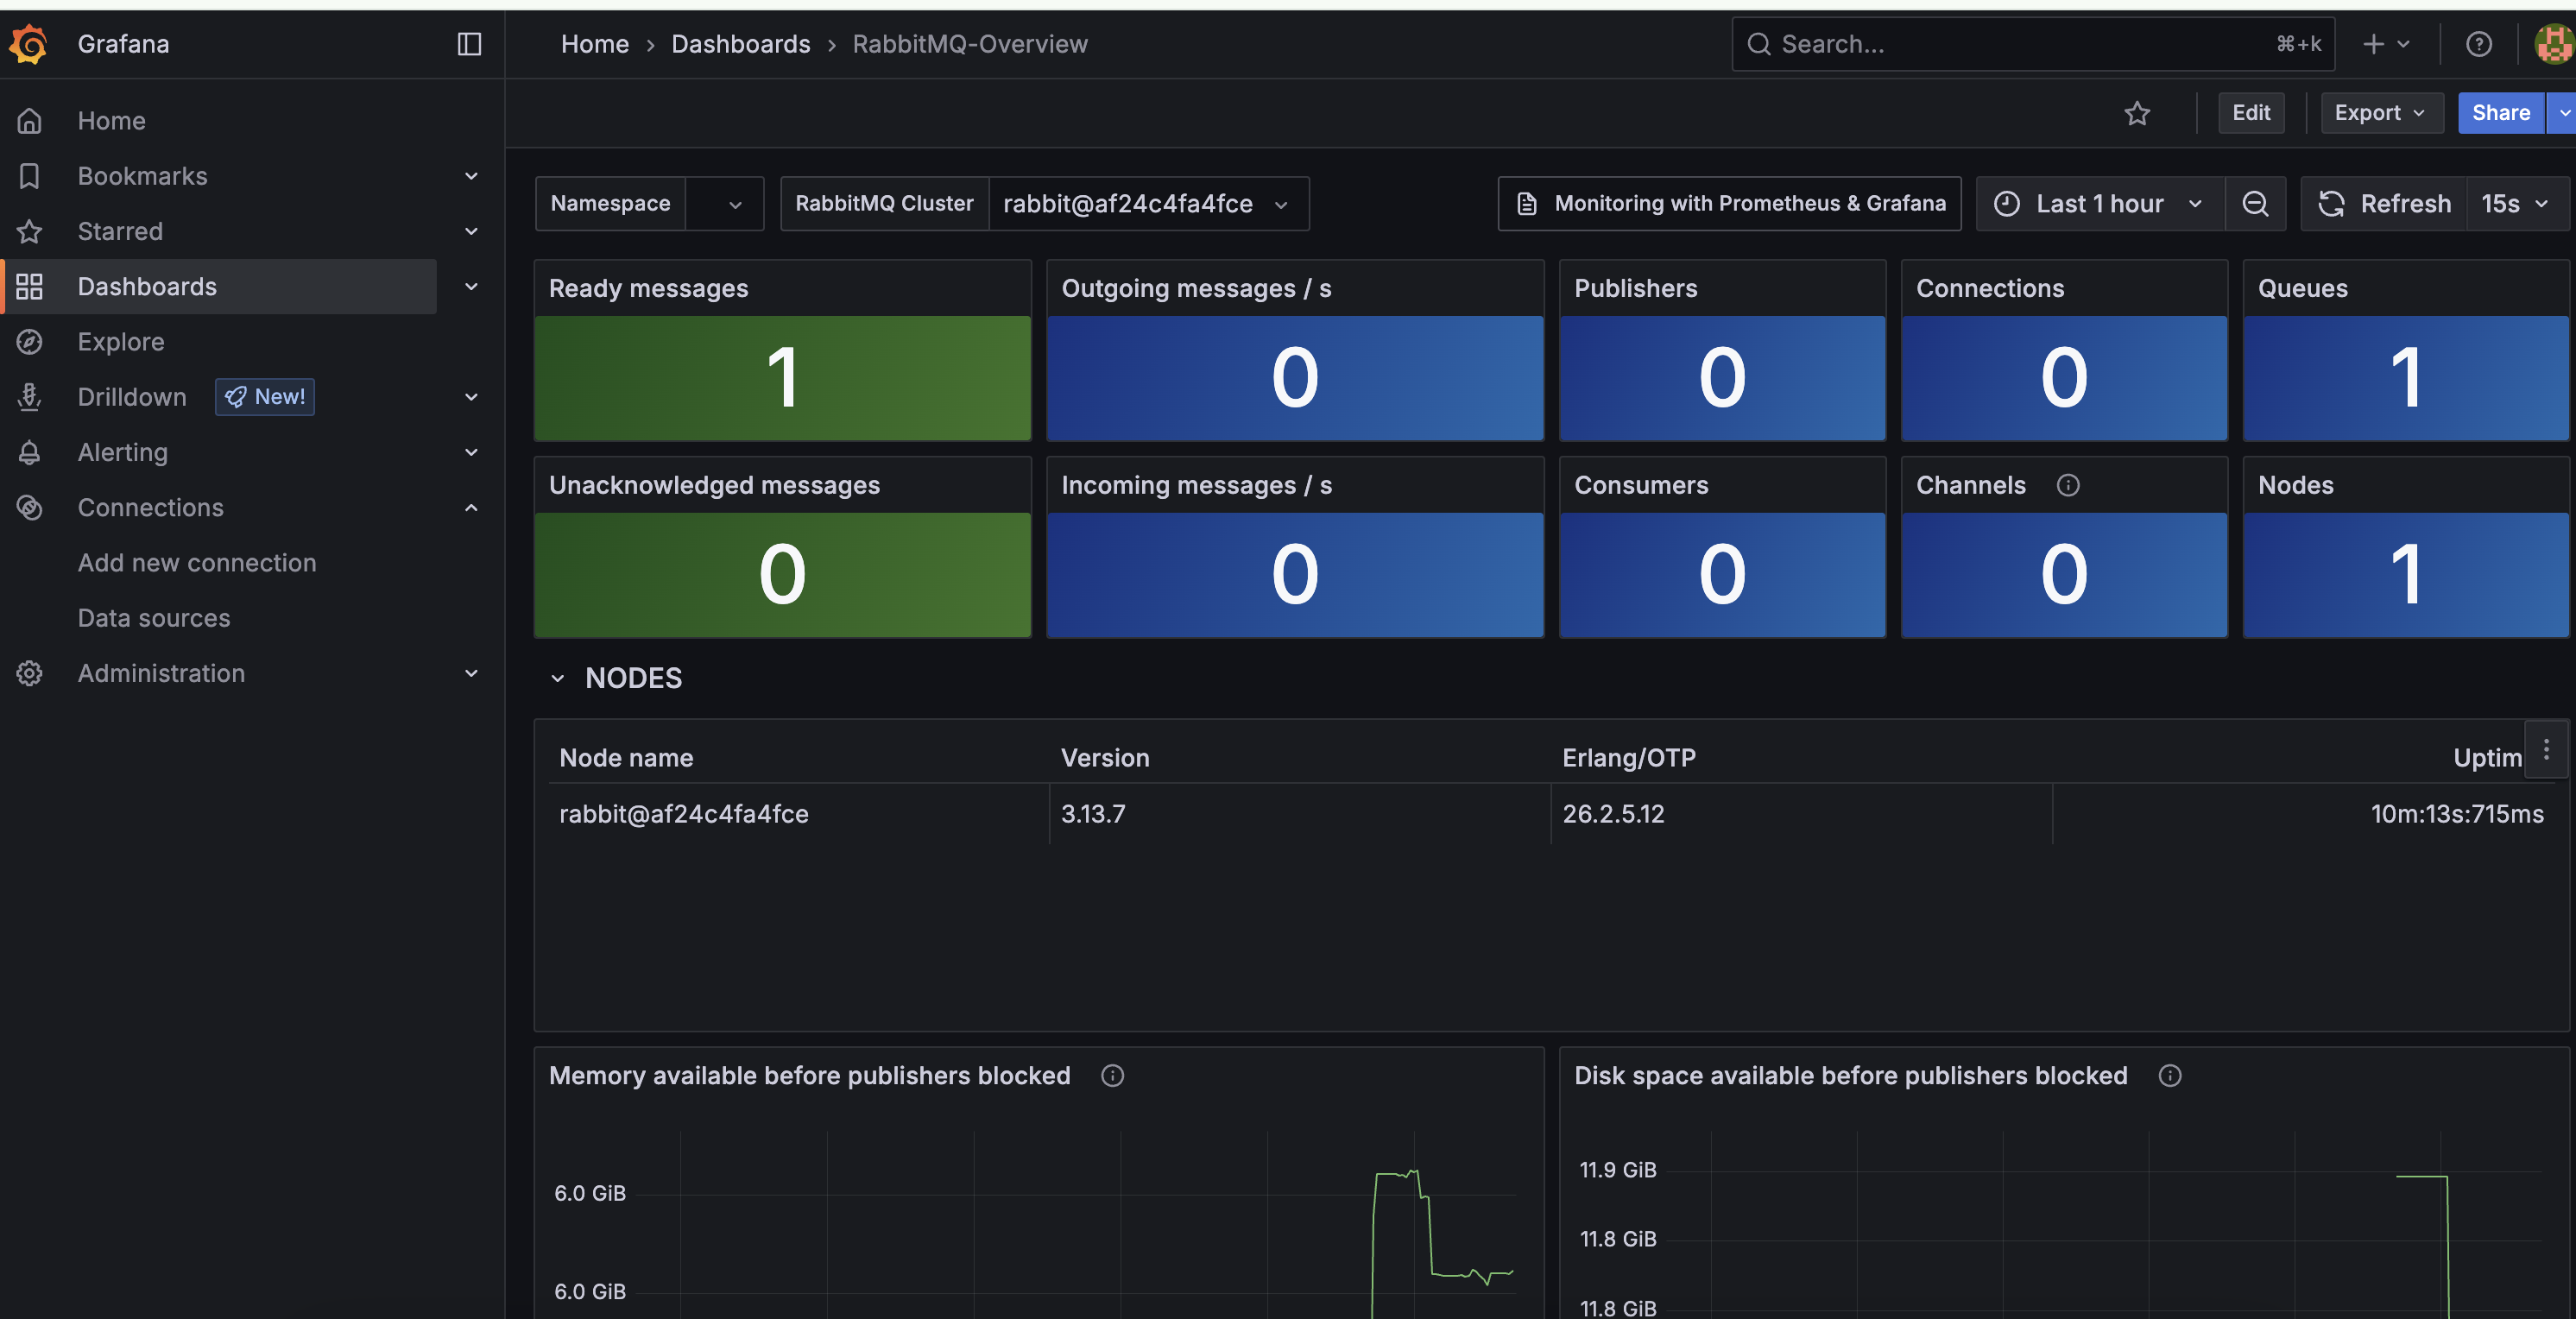 Grafana
Home › Dashboards › RabbitMQ-Overview
Search...
⌘+k
Home
Bookmarks
Starred
Dashboards
Explore
Drilldown
New!
Alerting
Connections
Add new connection
Data sources
Administration
Edit
Export
Share
Namespace
RabbitMQ Cluster
rabbit@af24c4fa4fce
Monitoring with Prometheus & Grafana
Last 1 hour
Refresh
15s
Ready messages
1
Outgoing messages / s
0
Publishers
0
Connections
0
Queues
1
Unacknowledged messages
0
Incoming messages / s
0
Consumers
0
Channels
0
Nodes
1
NODES
Node name Version Erlang/OTP Uptim
rabbit@af24c4fa4fce 3.13.7 26.2.5.12 10m:13s:715ms
Memory available before publishers blocked
6.0 GiB
6.0 GiB
Disk space available before publishers blocked
11.9 GiB
11.8 GiB
11.8 GiB